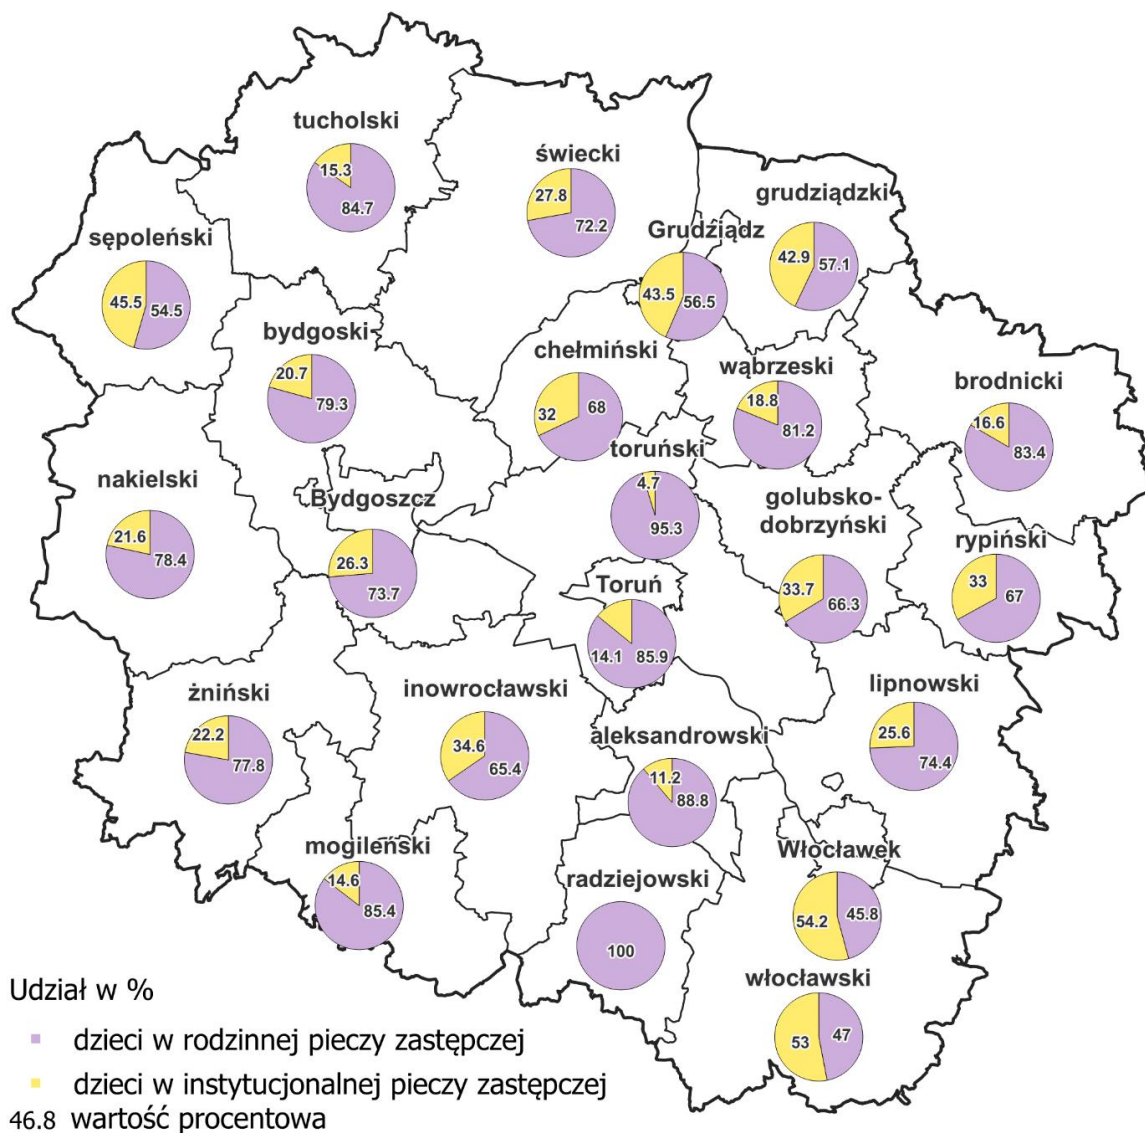 tucholski
15.3
84.7
świecki
27.8
72.2
grudziądzki
42.9
57.1
Grudziądz
43.5
56.5
sępoleński
45.5
54.5
bydgoski
20.7
79.3
chełmiński
32
68
wąbrzeski
18.8
81.2
brodnicki
16.6
83.4
toruński
4.7
95.3
nakielski
21.6
78.4
Bydgoszcz
26.3
73.7
golubsko-
dobrzyński
33.7
66.3
rypiński
33
67
Toruń
14.1
85.9
żniński
22.2
77.8
inowrocławski
34.6
65.4
lipnowski
25.6
74.4
aleksandrowski
11.2
88.8
mogileński
14.6
85.4
radziejowski
100
Włocławek
54.2
45.8
włocławski
53
47
Udział w %
dzieci w rodzinnej pieczy zastępczej
dzieci w instytucjonalnej pieczy zastępczej
46.8 wartość procentowa